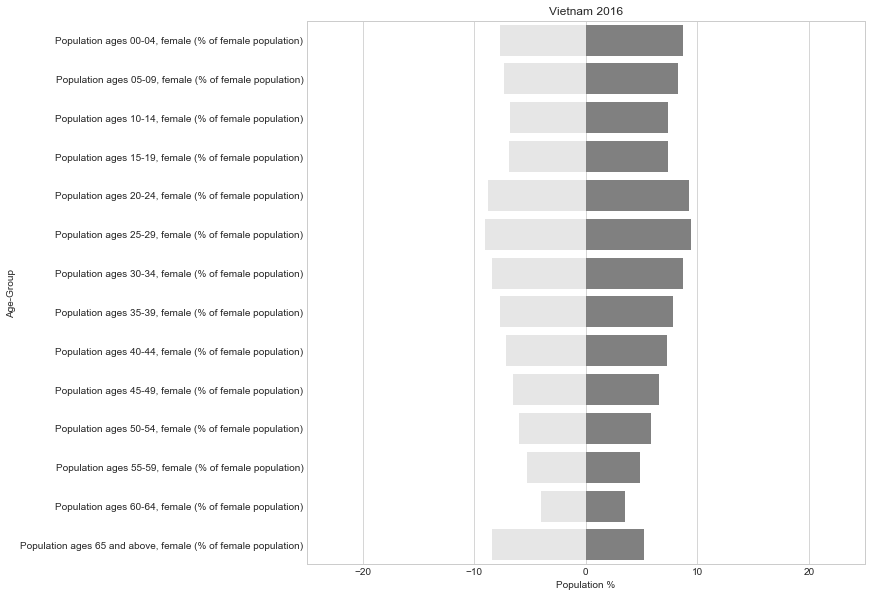 Vietnam 2016
Population ages 00-04, female (% of female population)
Population ages 05-09, female (% of female population)
Population ages 10-14, female (% of female population)
Population ages 15-19, female (% of female population)
Population ages 20-24, female (% of female population)
Population ages 25-29, female (% of female population)
Population ages 30-34, female (% of female population)
Age-Group
Population ages 35-39, female (% of female population)
Population ages 40-44, female (% of female population)
Population ages 45-49, female (% of female population)
Population ages 50-54, female (% of female population)
Population ages 55-59, female (% of female population)
Population ages 60-64, female (% of female population)
Population ages 65 and above, female (% of female population)
−20 −10 0 10 20
Population %